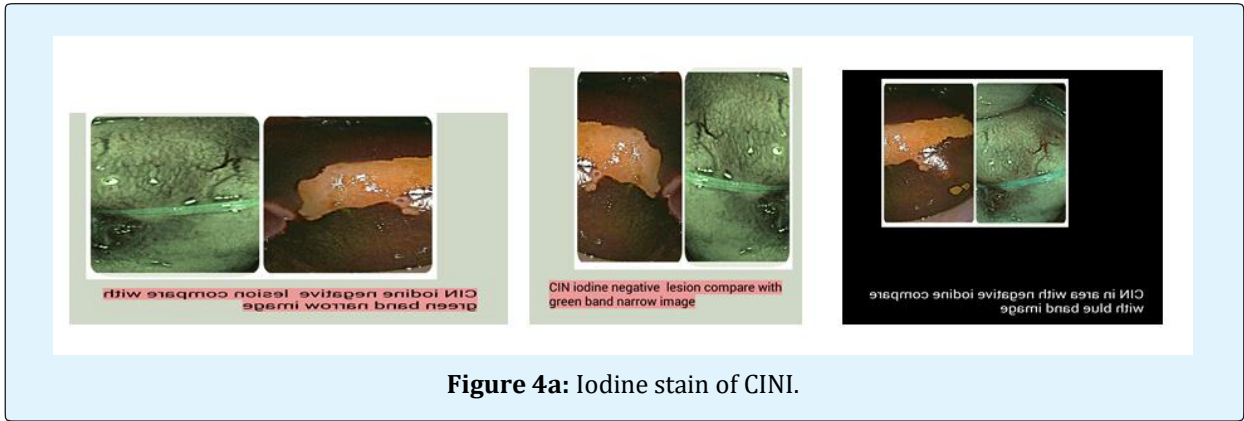 CIN iodine negative lesion compare with
green band narrow image
CIN iodine negative lesion compare with
green band narrow image
CIN in area with negative iodine compare
with blue band image
Figure 4a: Iodine stain of CINI.